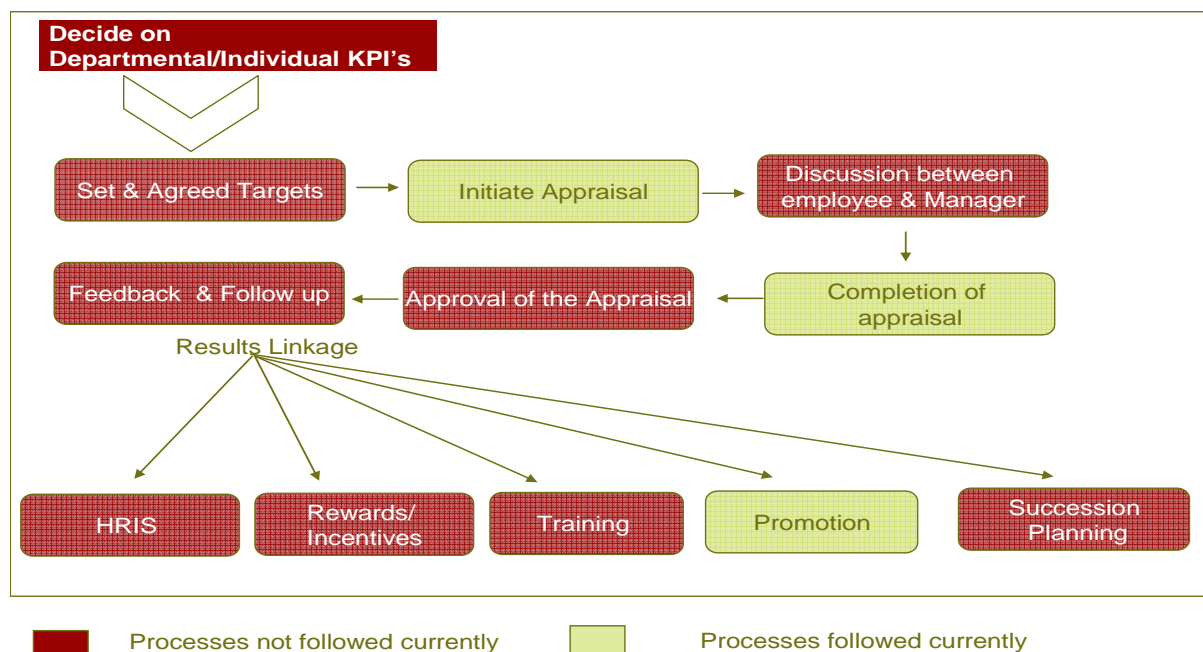 Decide on
Departmental/Individual KPI's
Set & Agreed Targets
Initiate Appraisal
Discussion between
employee & Manager
Feedback & Follow up
Approval of the Appraisal
Completion of
appraisal
Results Linkage
HRIS
Rewards/
Incentives
Training
Promotion
Succession
Planning
Processes not followed currently
Processes followed currently